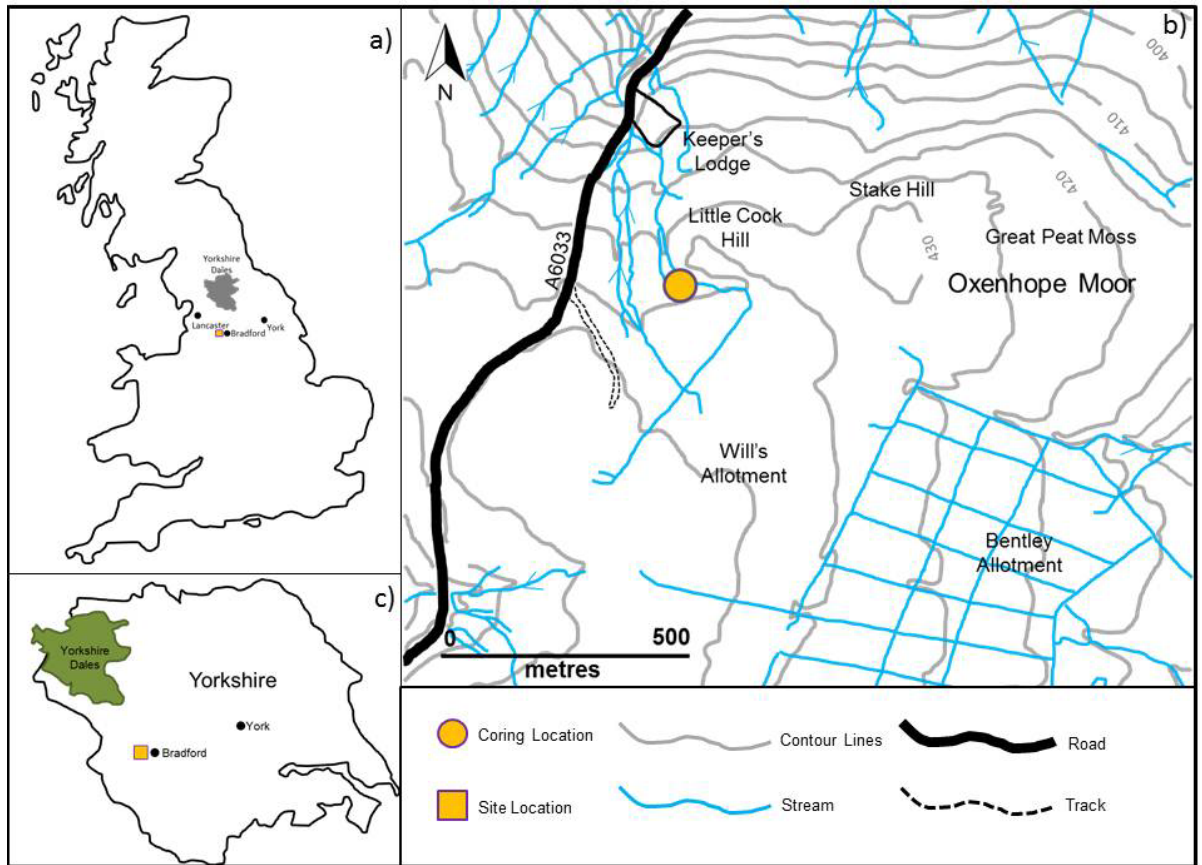 a)
Yorkshire
Dales
Lancaster
York
Bradford
b)
N
400
410
420
430
Keeper's
Lodge
Stake Hill
Little Cock
Hill
Great Peat Moss
Oxenhope Moor
A6033
Will's
Allotment
Bentley
Allotment
0 500
metres
c)
Yorkshire
Dales
Yorkshire
York
Bradford
Coring Location
Contour Lines
Road
Site Location
Stream
Track